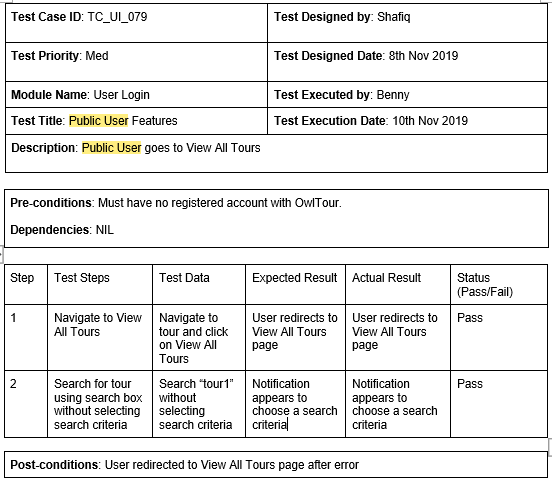 Test Case ID: TC_UI_079
Test Designed by: Shafiq
Test Priority: Med
Test Designed Date: 8th Nov 2019
Module Name: User Login
Test Executed by: Benny
Test Title: Public User Features
Test Execution Date: 10th Nov 2019
Description: Public User goes to View All Tours
Pre-conditions: Must have no registered account with OwlTour.
Dependencies: NIL
Step
Test Steps
Test Data
Expected Result
Actual Result
Status
(Pass/Fail)
1
Navigate to View
All Tours
Navigate to
tour and click
on View All
Tours
User redirects to
View All Tours
page
User redirects to
View All Tours
page
Pass
2
Search for tour
using search box
without selecting
search criteria
Search “tour1”
without
selecting
search criteria
Notification
appears to
choose a search
criteria
Notification
appears to
choose a search
criteria
Pass
Post-conditions: User redirected to View All Tours page after error